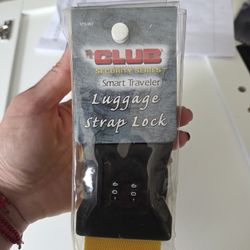 THE CLUB
SECURITY SERIES
Smart Traveler
Luggage
Strap Lock